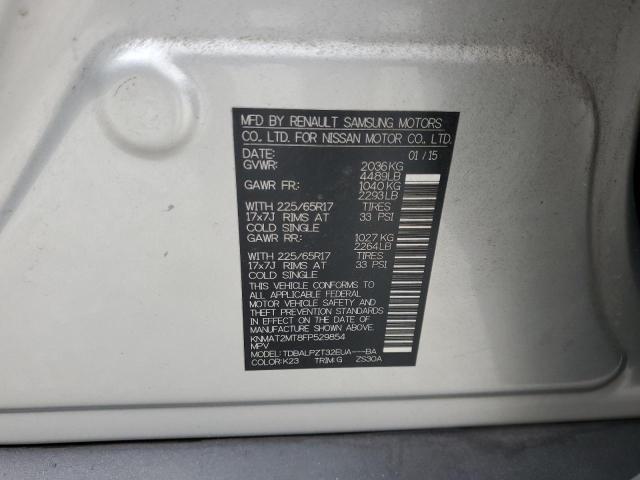 MFD BY RENAULT SAMSUNG MOTORS
CO., LTD. FOR NISSAN MOTOR CO., LTD.
DATE: 01/15
GVWR: 2036KG
4489LB
GAWR FR: 1040KG
2293LB
WITH 225/65R17 TIRES
17x7J RIMS AT 33 PSI
COLD SINGLE
GAWR RR: 1027KG
2264LB
WITH 225/65R17 TIRES
17x7J RIMS AT 33 PSI
COLD SINGLE
THIS VEHICLE CONFORMS TO
ALL APPLICABLE FEDERAL
MOTOR VEHICLE SAFETY AND
THEFT PREVENTION STANDARDS
IN EFFECT ON THE DATE OF
MANUFACTURE SHOWN ABOVE.
KNMAT2MT8FP529854
MPV
MODEL:TDBALPZT32EUA---BA
COLOR:K23 TRIM:G ZS30A